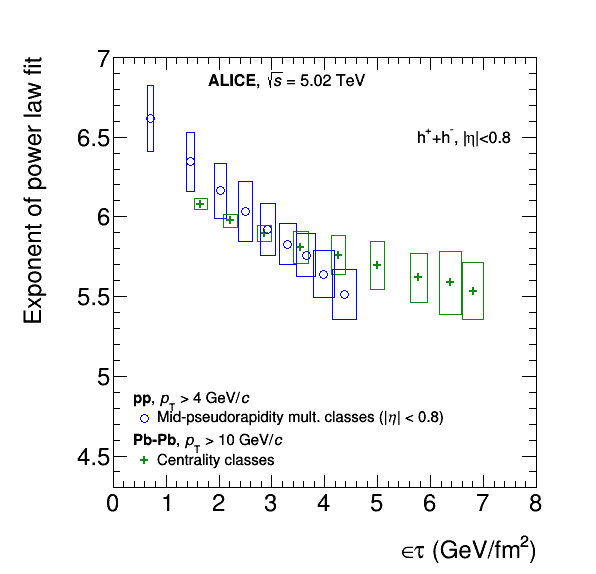 ALICE, √s = 5.02 TeV
h⁺+h⁻, |η|<0.8
Exponent of power law fit
7
6.5
6
5.5
5
4.5
pp, p_T > 4 GeV/c
Mid-pseudorapidity mult. classes (|η| < 0.8)
Pb-Pb, p_T > 10 GeV/c
Centrality classes
0 1 2 3 4 5 6 7 8
ϵτ (GeV/fm²)